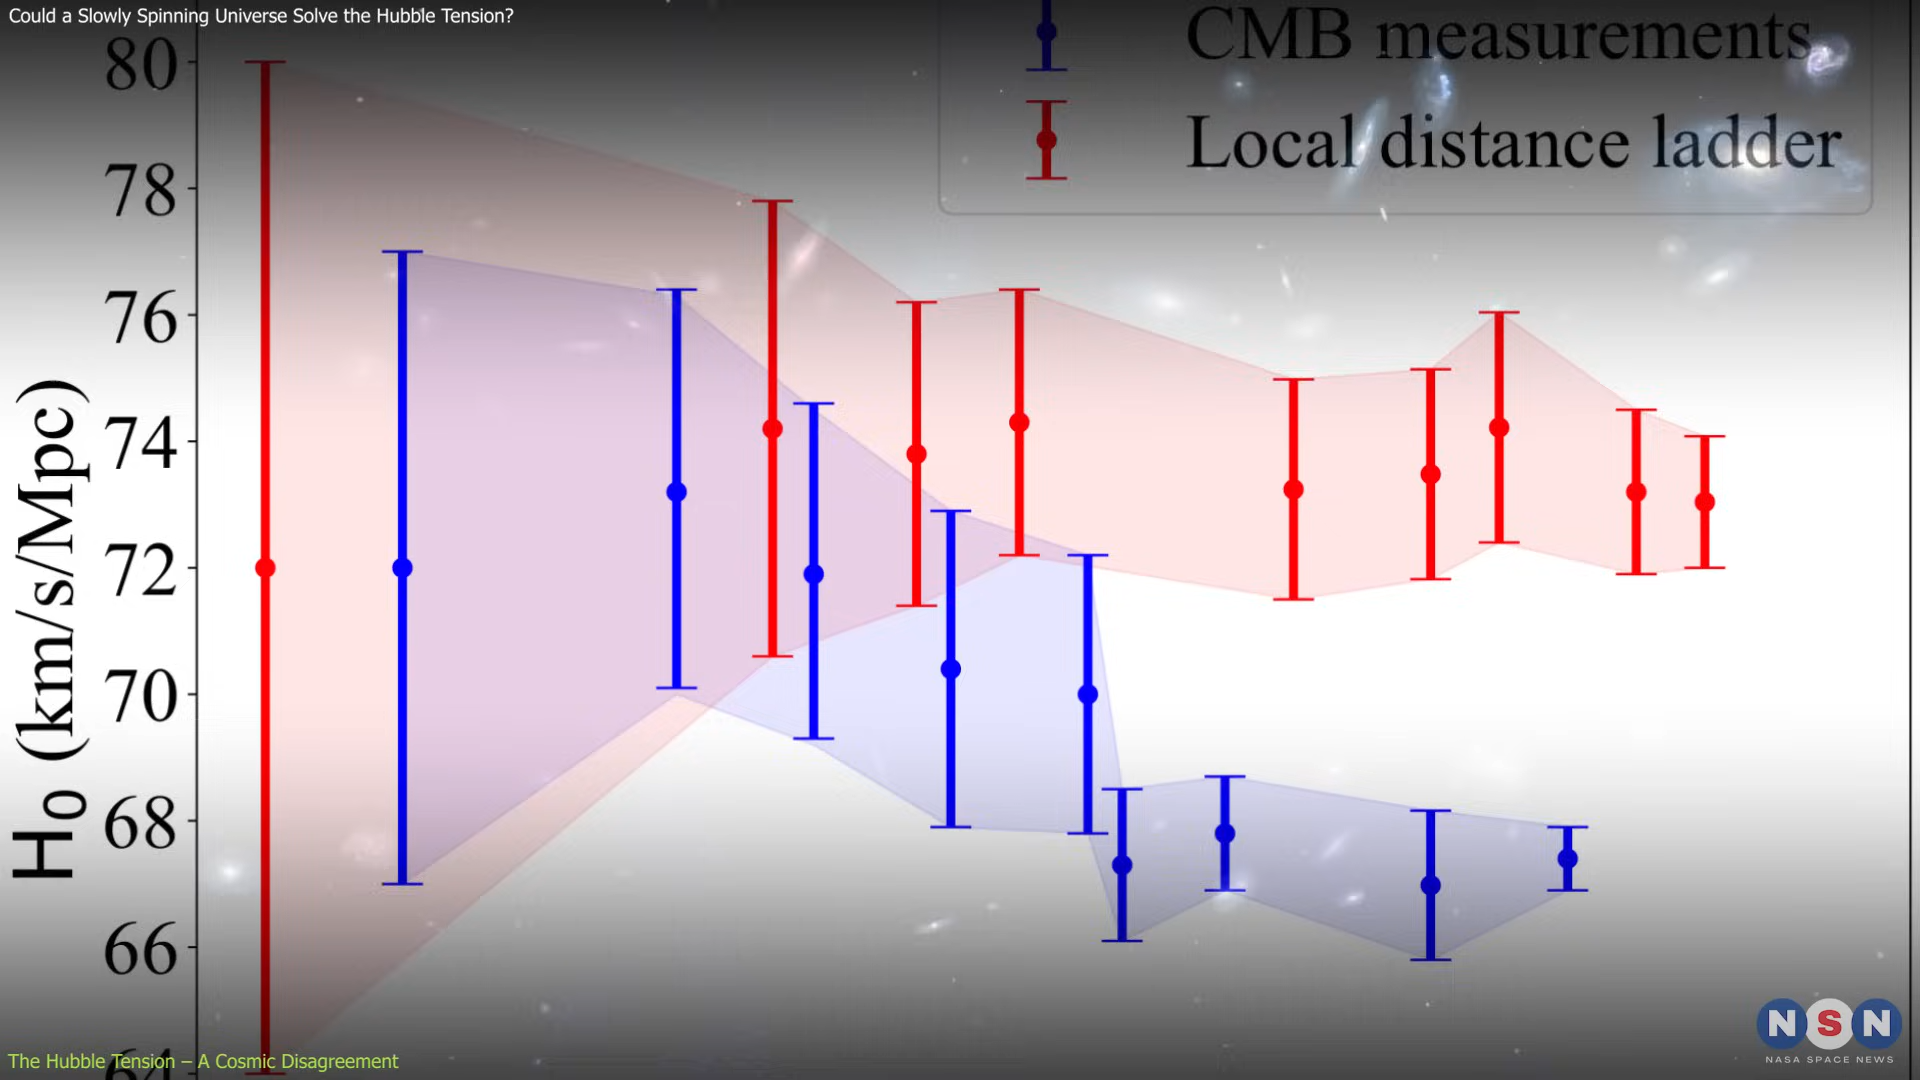 Could a Slowly Spinning Universe Solve the Hubble Tension?
CMB measurements
Local distance ladder
80
78
76
74
72
70
68
66
64
H₀ (km/s/Mpc)
The Hubble Tension – A Cosmic Disagreement
NSN
NASA SPACE NEWS